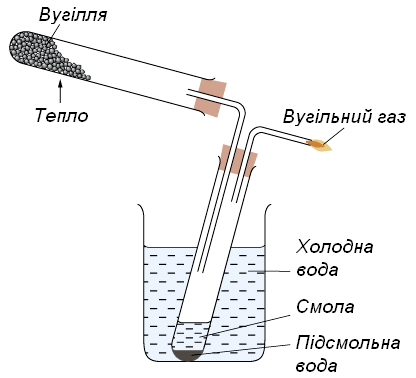 Вугілля
Тепло
Вугільний газ
Холодна
вода
Смола
Підсмольна
вода